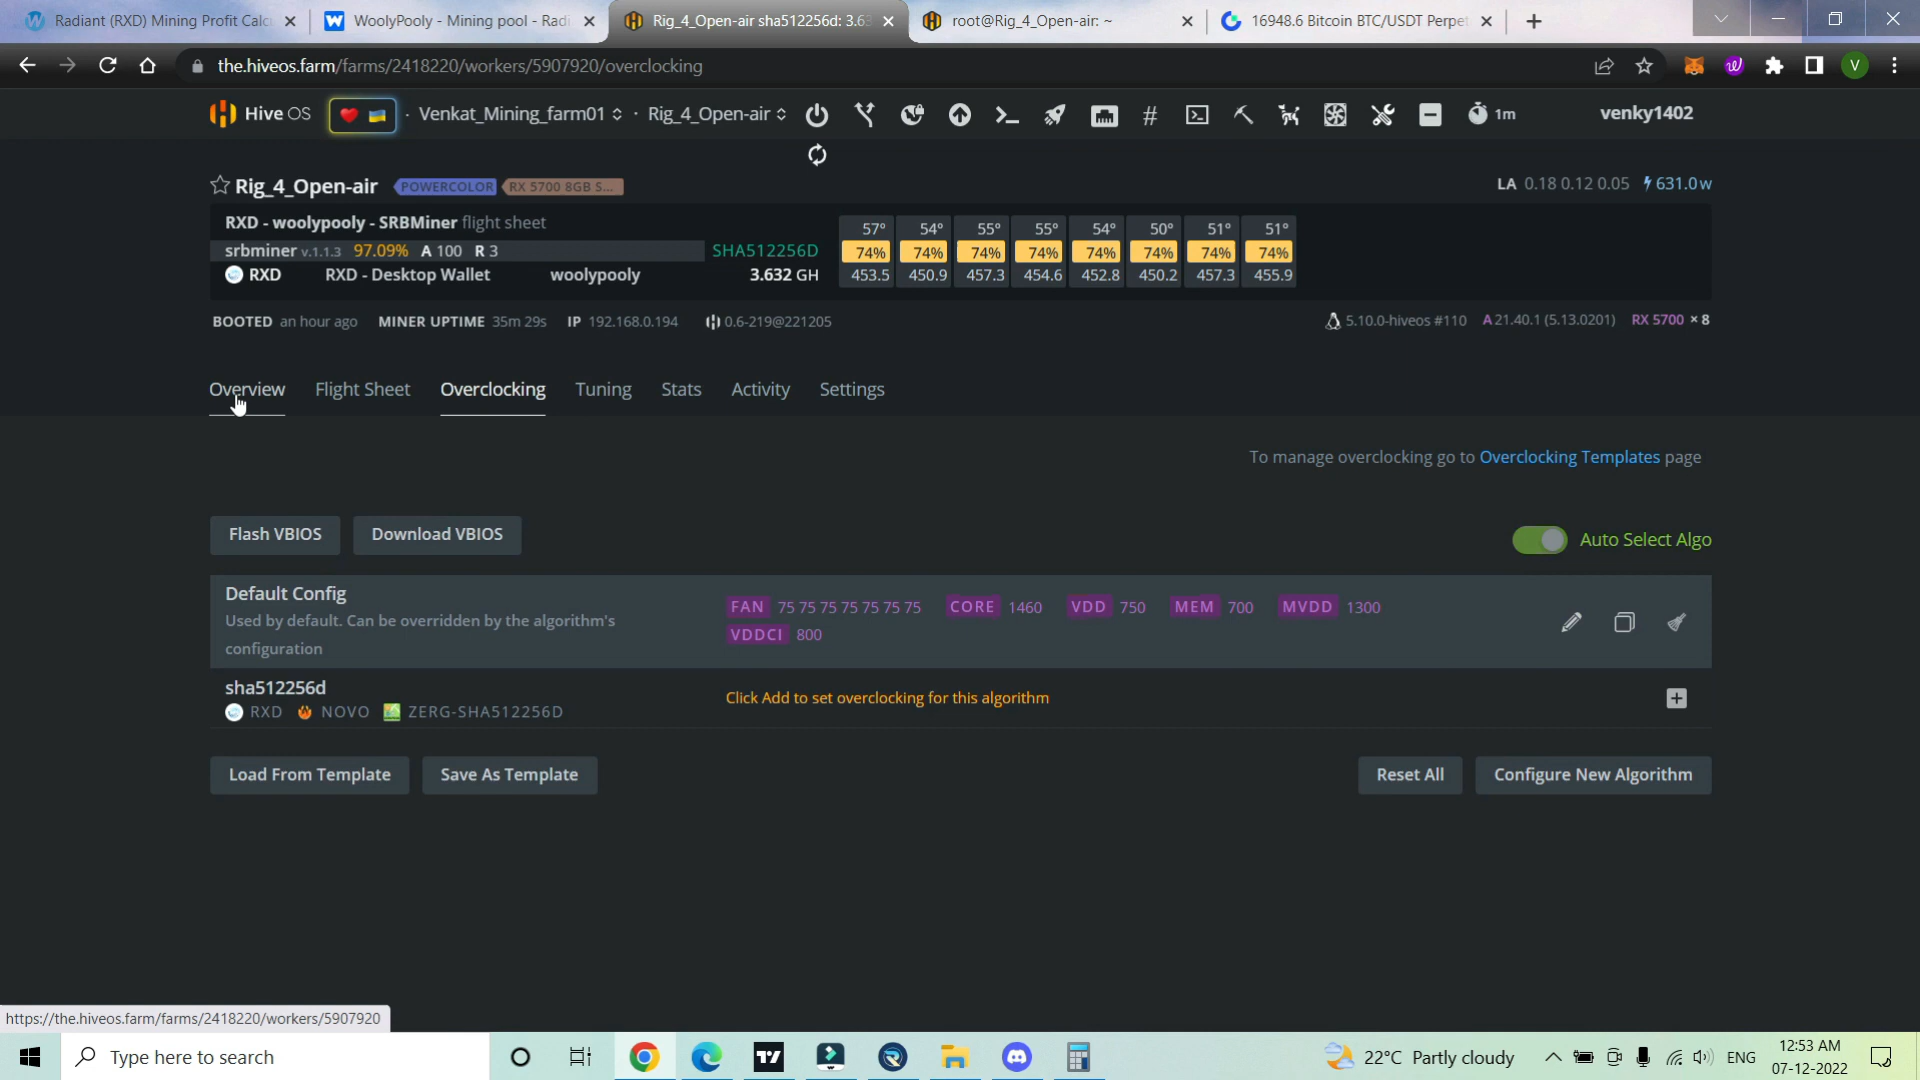 Radiant (RXD) Mining Profit Calc
WoolyPooly - Mining pool - Radi
Rig_4_Open-air sha512256d: 3.63
root@Rig_4_Open-air: ~
16948.6 Bitcoin BTC/USDT Perpet
the.hiveos.farm/farms/2418220/workers/5907920/overclocking
V
Hive OS
Venkat_Mining_farm01
Rig_4_Open-air
1m
venky1402
Rig_4_Open-air
POWERCOLOR
RX 5700 8GB S...
LA 0.18 0.12 0.05 631.0 w
RXD - woolypooly - SRBMiner flight sheet
57° 54° 55° 55° 54° 50° 51° 51°
srbminer v.1.1.3 97.09% A 100 R 3 SHA512256D
74% 74% 74% 74% 74% 74% 74% 74%
RXD RXD - Desktop Wallet woolypooly 3.632 GH
453.5 450.9 457.3 454.6 452.8 450.2 457.3 455.9
BOOTED an hour ago MINER UPTIME 35m 29s IP 192.168.0.194 0.6-219@221205
5.10.0-hiveos #110 A 21.40.1 (5.13.0201) RX 5700 × 8
Overview Flight Sheet Overclocking Tuning Stats Activity Settings
To manage overclocking go to Overclocking Templates page
Flash VBIOS
Download VBIOS
Auto Select Algo
Default Config
Used by default. Can be overridden by the algorithm's
configuration
FAN 75 75 75 75 75 75 75 75 CORE 1460 VDD 750 MEM 700 MVDD 1300
VDDCI 800
sha512256d
RXD NOVO ZERG-SHA512256D
Click Add to set overclocking for this algorithm
Load From Template
Save As Template
Reset All
Configure New Algorithm
https://the.hiveos.farm/farms/2418220/workers/5907920
Type here to search
22°C Partly cloudy
ENG
12:53 AM
07-12-2022